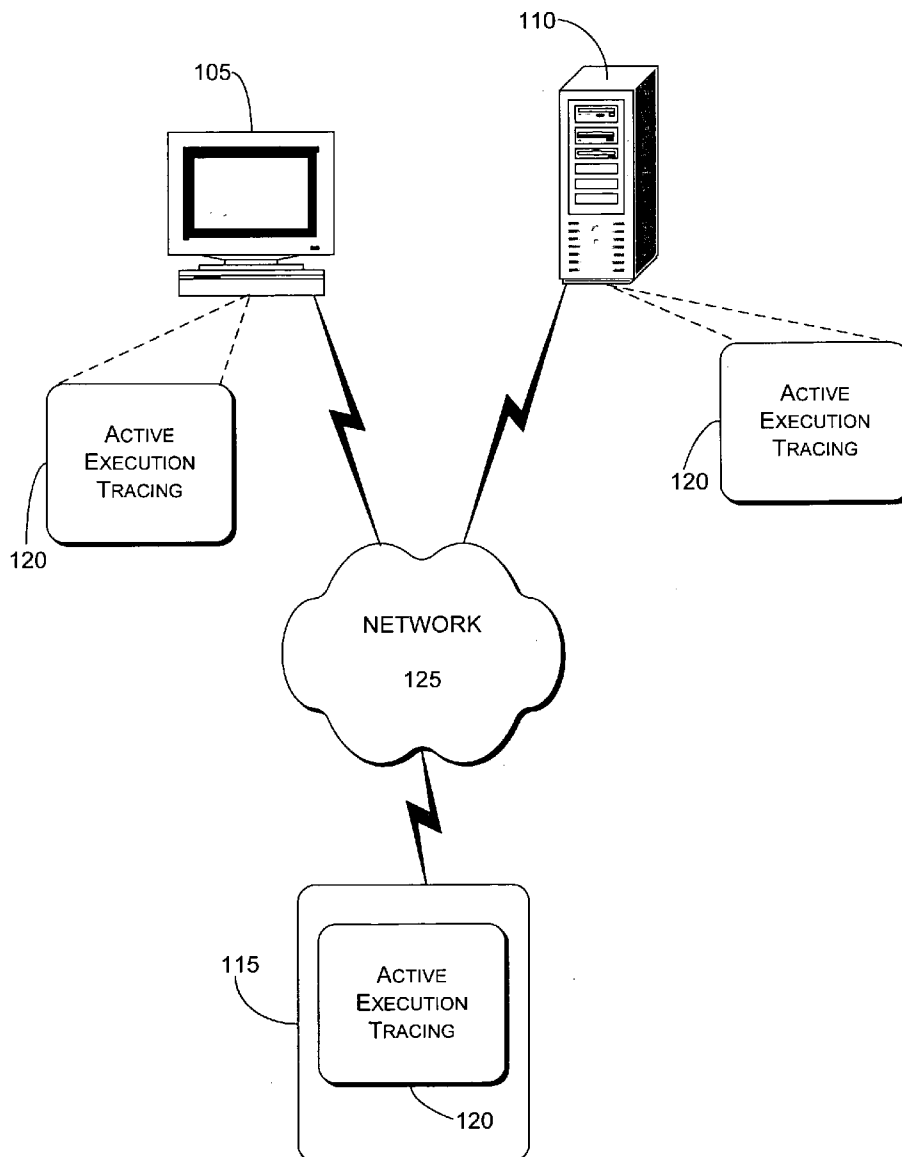 110
105
ACTIVE
EXECUTION
TRACING
120
ACTIVE
EXECUTION
TRACING
120
NETWORK
125
115
ACTIVE
EXECUTION
TRACING
120